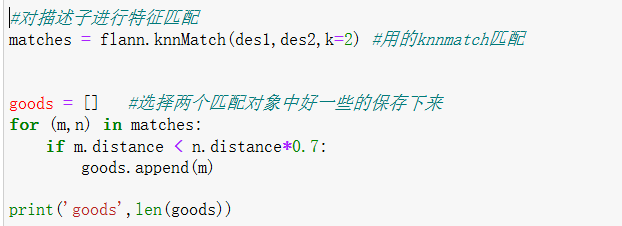 #对描述子进行特征匹配
matches = flann.knnMatch(des1,des2,k=2) #用的knnmatch匹配
goods = []   #选择两个匹配对象中好一些的保存下来
for (m,n) in matches:
    if m.distance < n.distance*0.7:
        goods.append(m)
print('goods',len(goods))